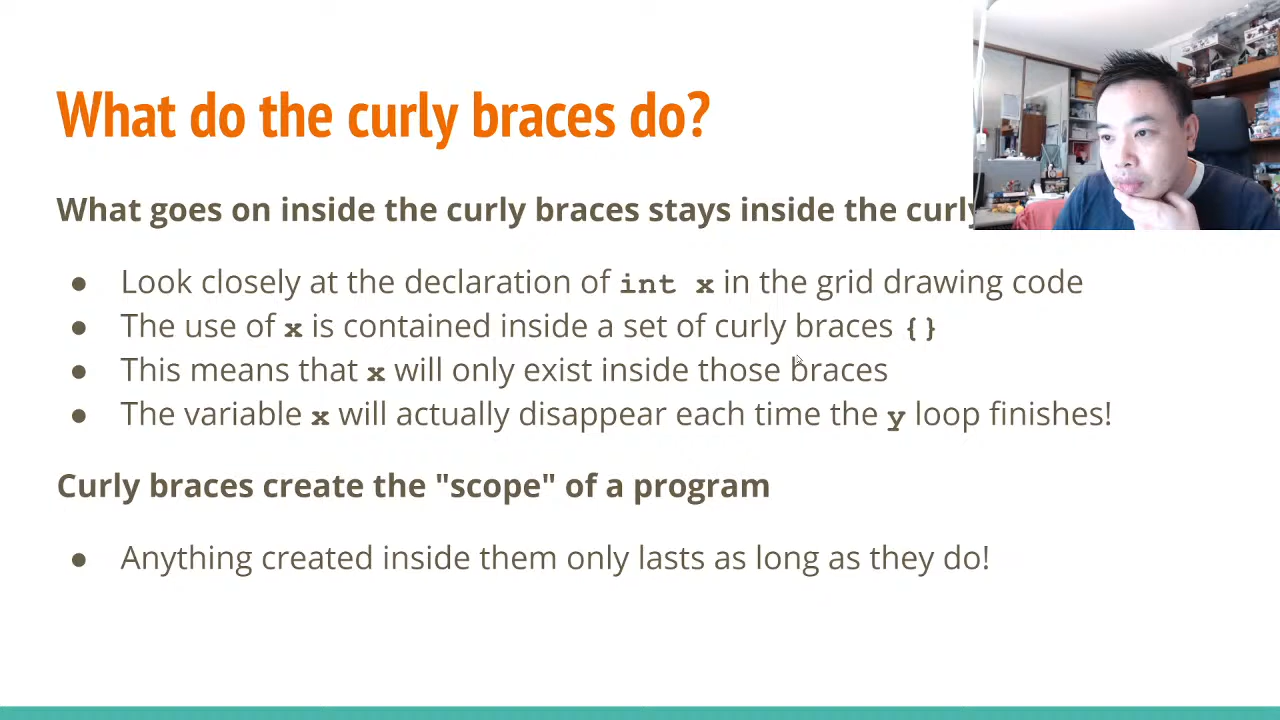 What do the curly braces do?
What goes on inside the curly braces stays inside the curly
● Look closely at the declaration of int x in the grid drawing code
● The use of x is contained inside a set of curly braces {}
● This means that x will only exist inside those braces
● The variable x will actually disappear each time the y loop finishes!
Curly braces create the "scope" of a program
● Anything created inside them only lasts as long as they do!